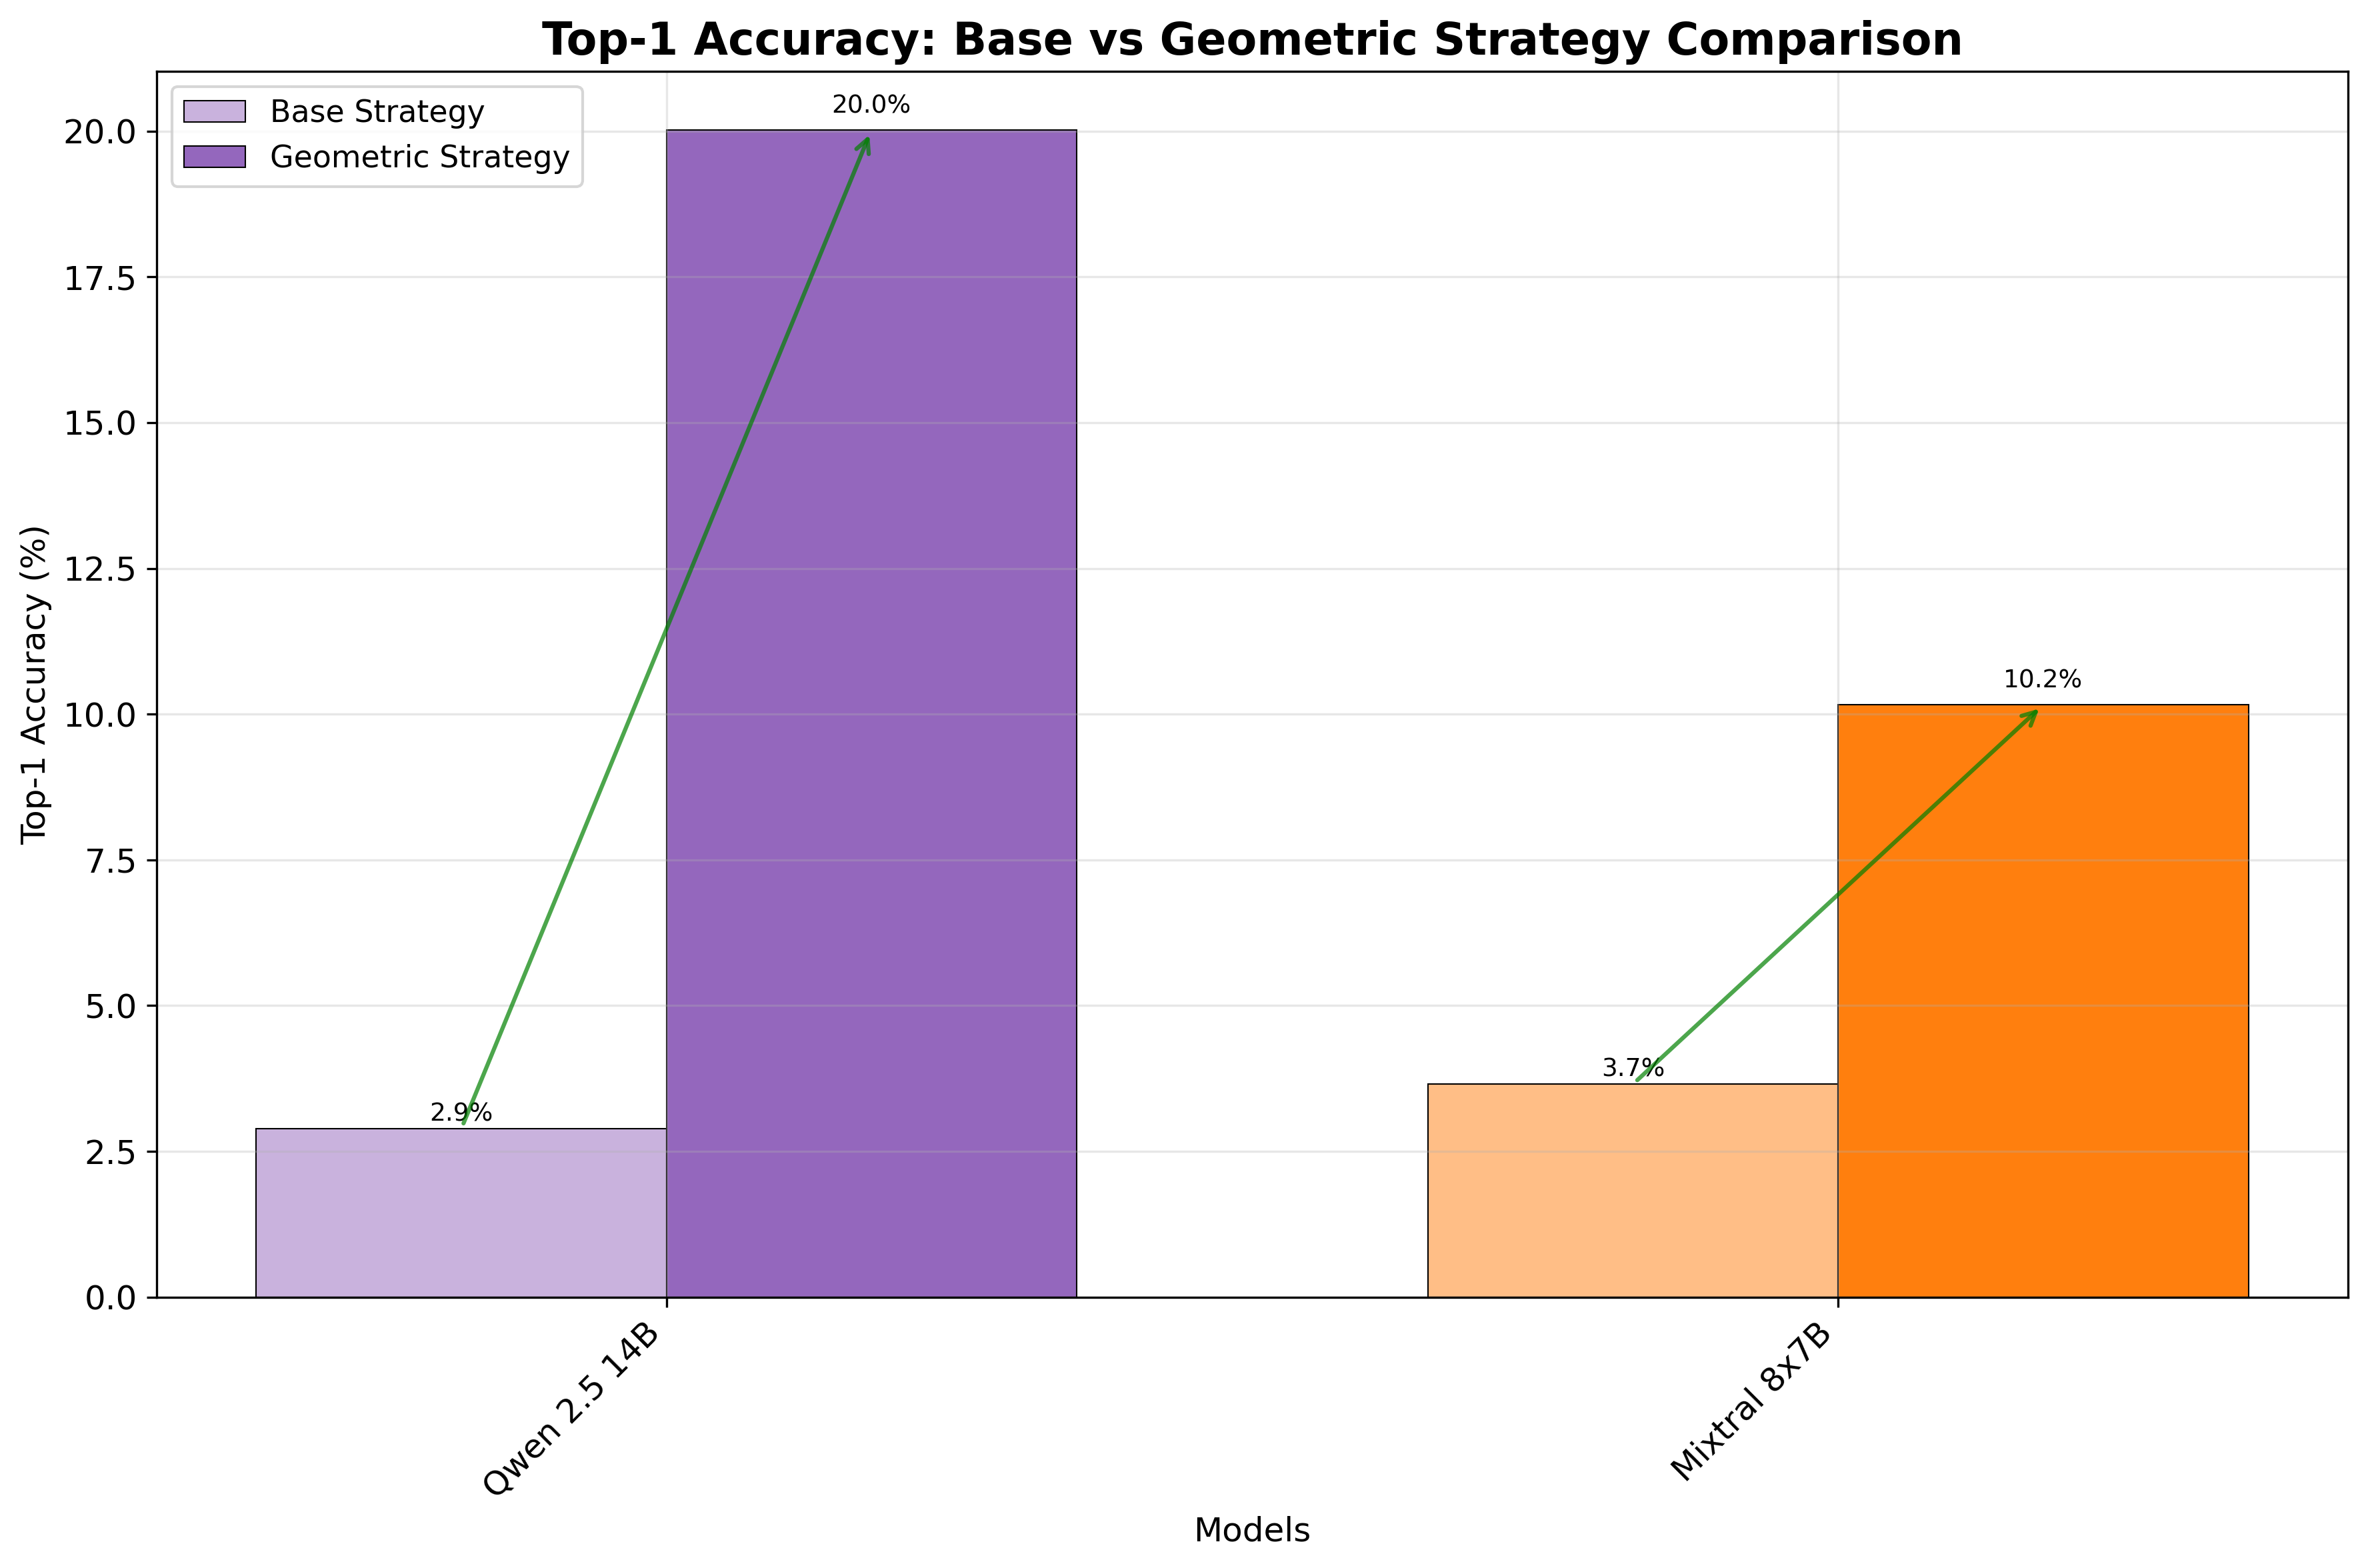 Top-1 Accuracy: Base vs Geometric Strategy Comparison
Base Strategy
Geometric Strategy
Top-1 Accuracy (%)
20.0
17.5
15.0
12.5
10.0
7.5
5.0
2.5
0.0
2.9%
20.0%
3.7%
10.2%
Qwen 2.5 14B
Mixtral 8x7B
Models